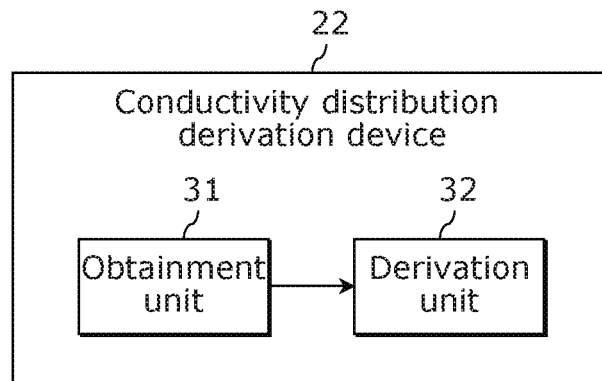 22
Conductivity distribution
derivation device
31
32
Obtainment
unit
Derivation
unit